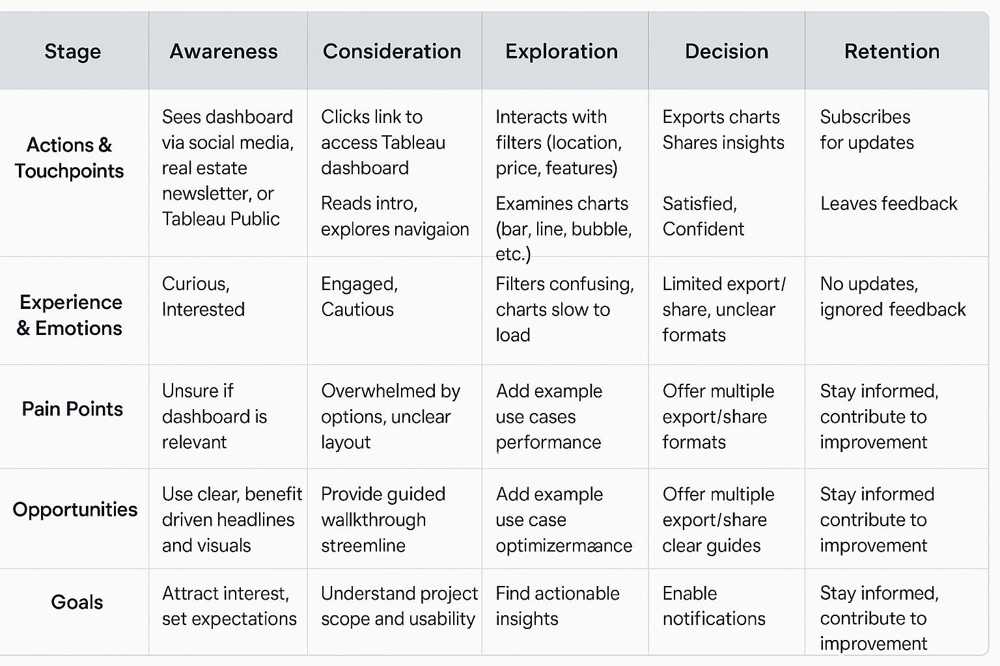 Stage
Awareness
Consideration
Exploration
Decision
Retention
Actions &
Touchpoints
Sees dashboard
via social media,
real estate
newsletter, or
Tableau Public
Clicks link to
access Tableau
dashboard
Reads intro,
explores navigaion
Interacts with
filters (location,
price, features)
Examines charts
(bar, line, bubble,
etc.)
Exports charts
Shares insights
Satisfied,
Confident
Subscribes
for updates
Leaves feedback
Experience
& Emotions
Curious,
Interested
Engaged,
Cautious
Filters confusing,
charts slow to
load
Limited export/
share, unclear
formats
No updates,
ignored feedback
Pain Points
Unsure if
dashboard is
relevant
Overwhelmed by
options, unclear
layout
Add example
use cases
performance
Offer multiple
export/share
formats
Stay informed,
contribute to
improvement
Opportunities
Use clear, benefit
driven headlines
and visuals
Provide guided
wallkthrough
streemline
Add example
use case
optimizermaance
Offer multiple
export/share
clear guides
Stay informed
contribute to
improvement
Goals
Attract interest,
set expectations
Understand project
scope and usability
Find actionable
insights
Enable
notifications
Stay informed,
contribute to
improvement